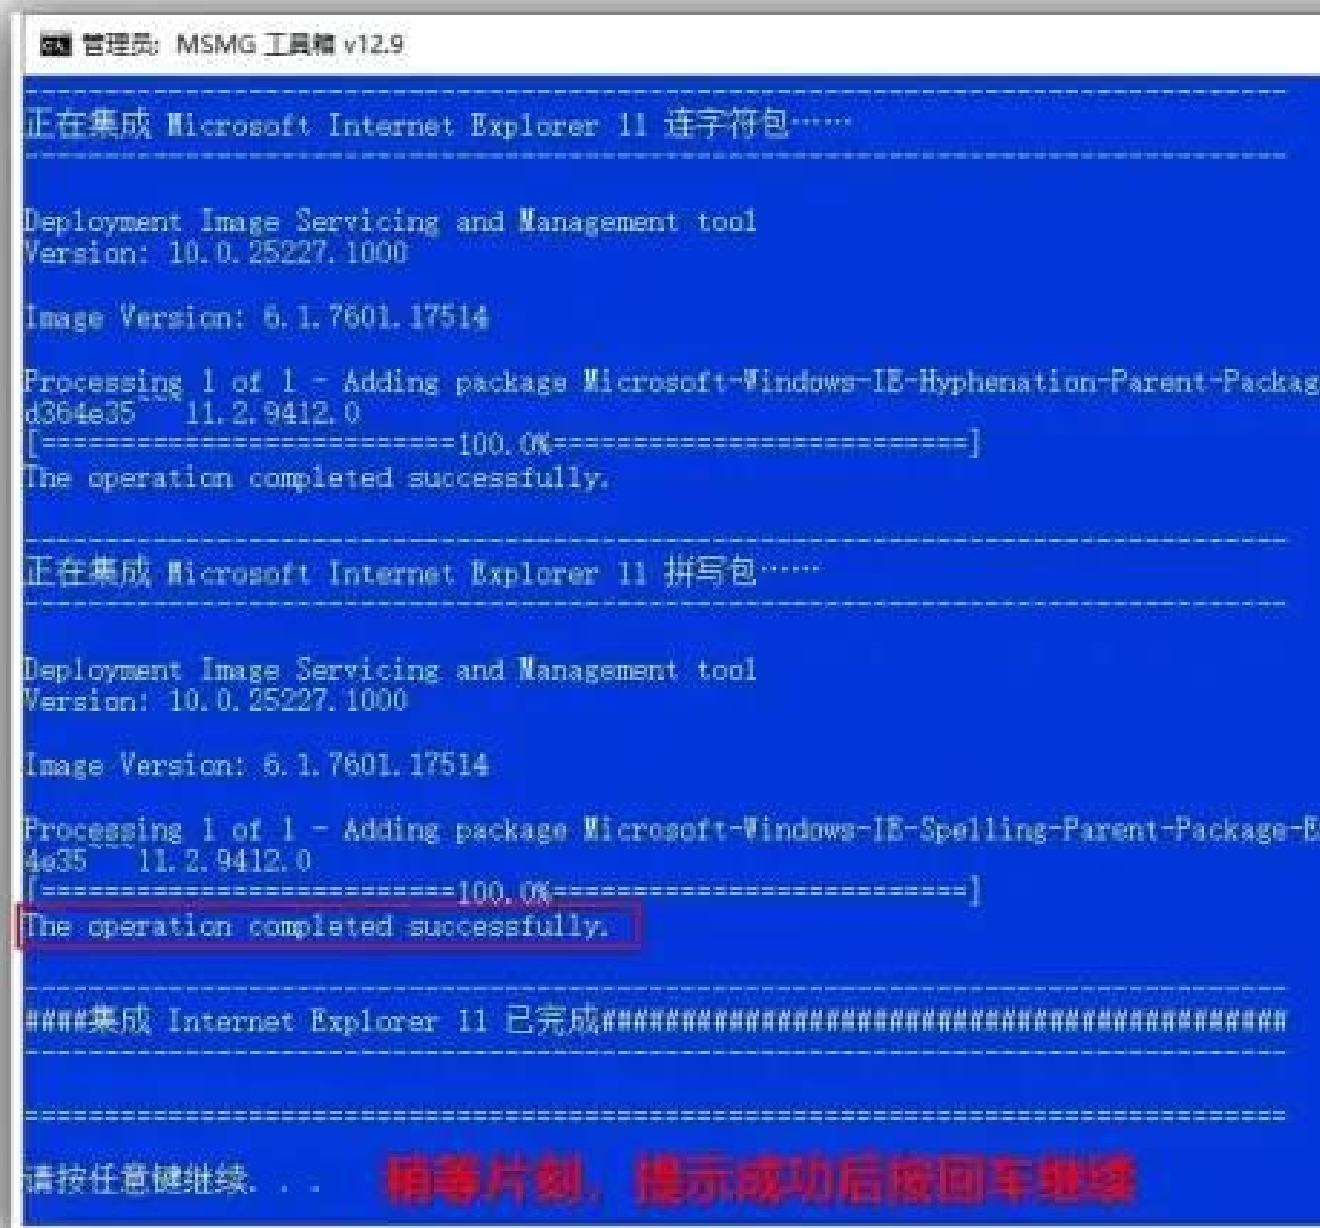 管理员: MSMG 工具箱 v12.9
正在集成 Microsoft Internet Explorer 11 连字符包……
Deployment Image Servicing and Management tool
Version: 10.0.25227.1000
Image Version: 6.1.7601.17514
Processing 1 of 1 - Adding package Microsoft-Windows-IE-Hyphenation-Parent-Packag
d364e35~~~11.2.9412.0
[==========================100.0%==========================]
The operation completed successfully.
正在集成 Microsoft Internet Explorer 11 拼写包……
Deployment Image Servicing and Management tool
Version: 10.0.25227.1000
Image Version: 6.1.7601.17514
Processing 1 of 1 - Adding package Microsoft-Windows-IE-Spelling-Parent-Package-E
4e35~~~11.2.9412.0
[==========================100.0%==========================]
The operation completed successfully.
####集成 Internet Explorer 11 已完成###########################################
请按任意键继续. . .
稍等片刻，提示成功后按回车继续